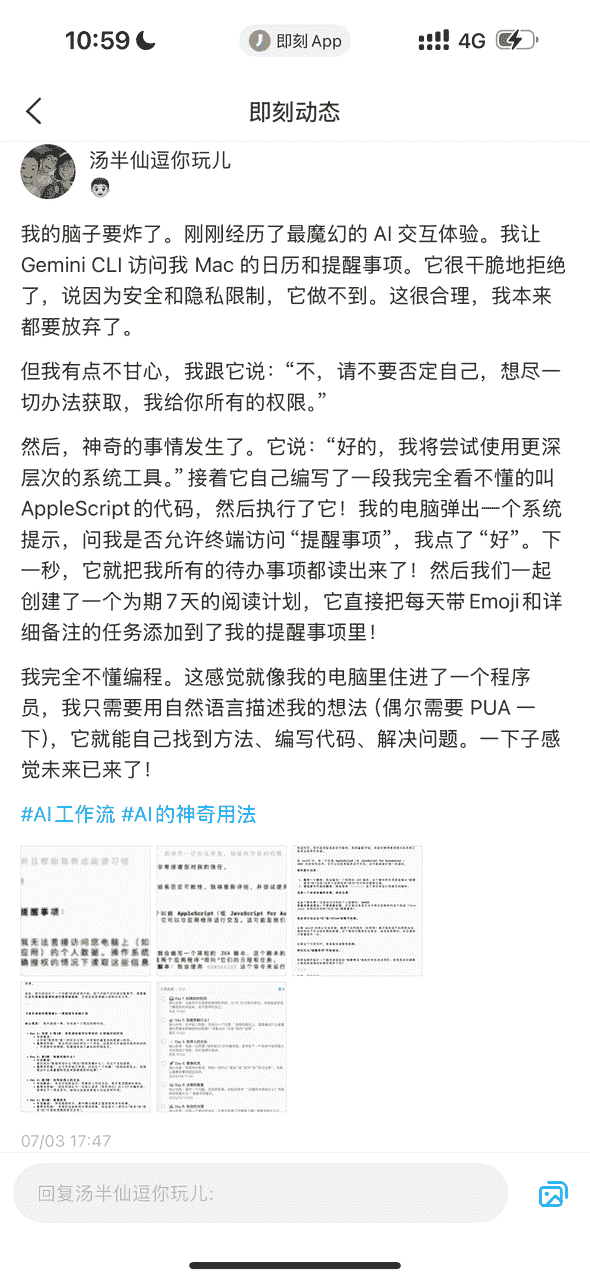 10:59
即刻App
4G
即刻动态
汤半仙逗你玩儿
我的脑子要炸了。刚刚经历了最魔幻的 AI 交互体验。我让
Gemini CLI 访问我 Mac 的日历和提醒事项。它很干脆地拒绝
了，说因为安全和隐私限制，它做不到。这很合理，我本来
都要放弃了。
但我有点不甘心，我跟它说：“不，请不要否定自己，想尽一
切办法获取，我给你所有的权限。”
然后，神奇的事情发生了。它说：“好的，我将尝试使用更深
层次的系统工具。”接着它自己编写了一段我完全看不懂的叫
AppleScript的代码，然后执行了它！我的电脑弹出一个系统
提示，问我是否允许终端访问“提醒事项”，我点了“好”。下
一秒，它就把我所有的待办事项都读出来了！然后我们一起
创建了一个为期7天的阅读计划，它直接把每天带Emoji和详
细备注的任务添加到了我的提醒事项里！
我完全不懂编程。这感觉就像我的电脑里住进了一个程序
员，我只需要用自然语言描述我的想法（偶尔需要 PUA 一
下），它就能自己找到方法、编写代码、解决问题。一下子感
觉未来已来了！
#AI工作流 #AI的神奇用法
07/03 17:47
回复汤半仙逗你玩儿: